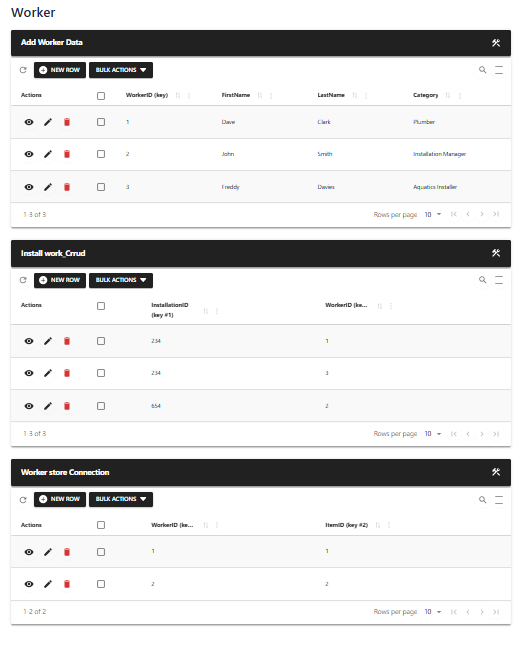 Worker
Add Worker Data
NEW ROW BULK ACTIONS
Actions WorkerID (key) FirstName LastName Category
1 Dave Clark Plumber
2 John Smith Installation Manager
3 Freddy Davies Aquatics Installer
1-3 of 3 Rows per page 10
Install work_Crrud
NEW ROW BULK ACTIONS
Actions InstallationID (key #1) WorkerID (ke...
234 1
234 3
654 2
1-3 of 3 Rows per page 10
Worker store Connection
NEW ROW BULK ACTIONS
Actions WorkerID (ke... ItemID (key #2)
1 1
2 2
1-2 of 2 Rows per page 10